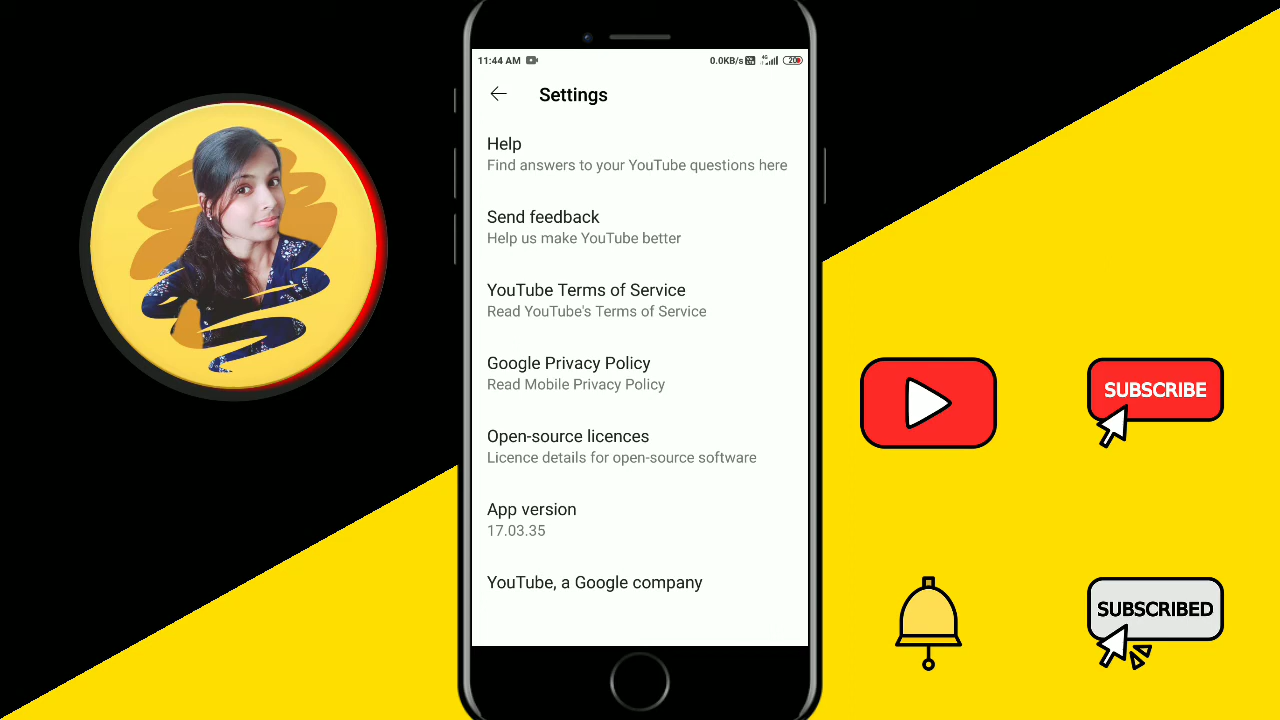 11:44 AM
0.0KB/s
4G
20
Settings
Help
Find answers to your YouTube questions here
Send feedback
Help us make YouTube better
YouTube Terms of Service
Read YouTube's Terms of Service
Google Privacy Policy
Read Mobile Privacy Policy
Open-source licences
Licence details for open-source software
App version
17.03.35
YouTube, a Google company
SUBSCRIBE
SUBSCRIBED